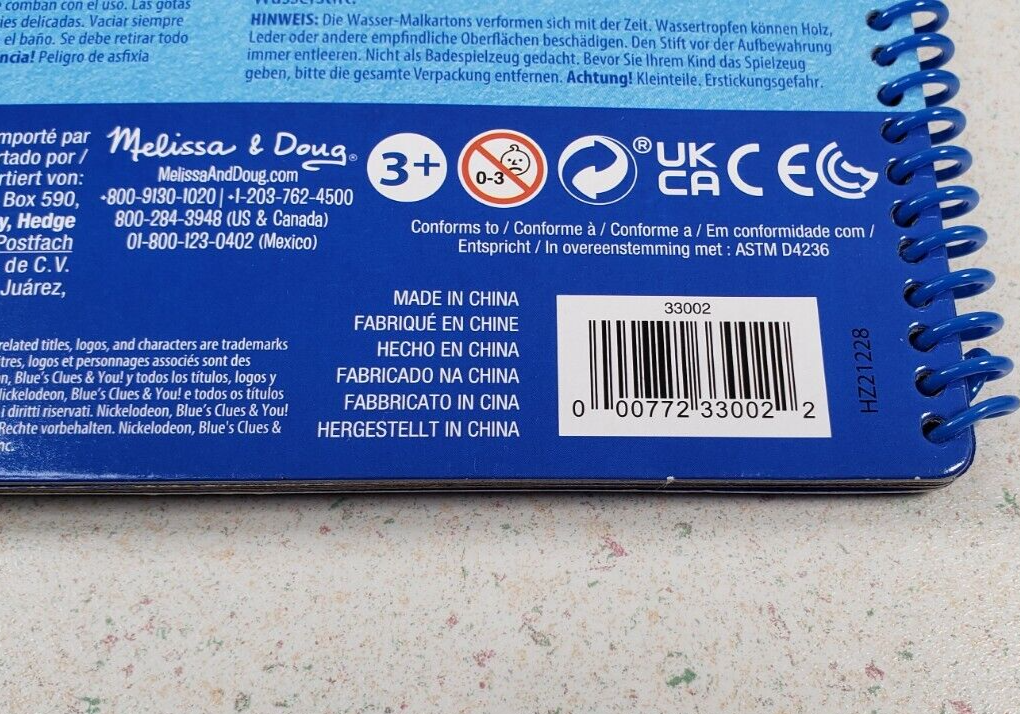 comban con el uso. Las gotas
delicadas. Vaciar siempre
el baño. Se debe retirar todo
Peligro de asfixia
Wasserstift.
HINWEIS: Die Wasser-Malkartons verformen sich mit der Zeit. Wassertropfen können Holz,
Leder oder andere empfindliche Oberflächen beschädigen. Den Stift vor der Aufbewahrung
immer entleeren. Nicht als Badespielzeug gedacht. Bevor Sie Ihrem Kind das Spielzeug
geben, bitte die gesamte Verpackung entfernen. Achtung! Kleinteile. Erstickungsgefahr.
par
por /
von:
Box 590,
Hedge
Postfach
de C.V.
Juárez,
Melissa & Doug®
MelissaAndDoug.com
+800-9130-1020 | +1-203-762-4500
800-284-3948 (US & Canada)
01-800-123-0402 (Mexico)
3+
0-3
®
UK
CA
CE
Conforms to / Conforme à / Conforme a / Em conformidade com /
Entspricht / In overeenstemming met : ASTM D4236
MADE IN CHINA
FABRIQUÉ EN CHINE
HECHO EN CHINA
FABRICADO NA CHINA
FABBRICATO IN CINA
HERGESTELLT IN CHINA
related titles, logos, and characters are trademarks
logos et personnages associés sont des
Blue's Clues & You! y todos los títulos, logos y
Nickelodeon, Blue's Clues & You! e todos os títulos
i diritti riservati. Nickelodeon, Blue's Clues & You!
Rechte vorbehalten. Nickelodeon, Blue's Clues &
33002
0 00772 33002 2
HZ21228